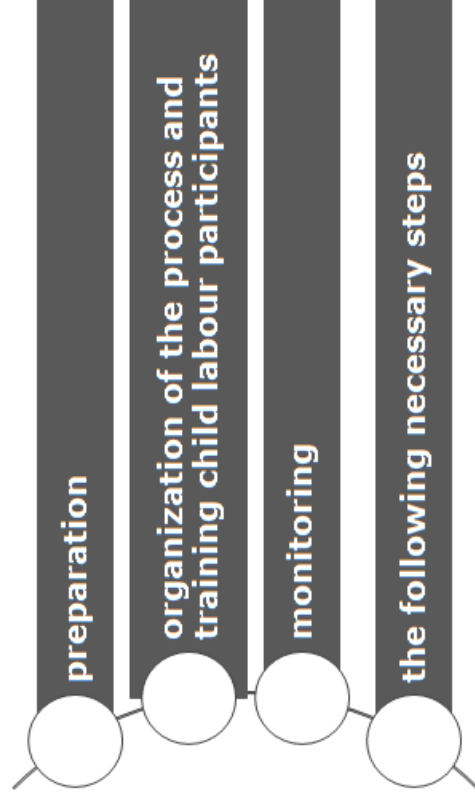 preparation
organization of the process and
training child labour participants
monitoring
the following necessary steps